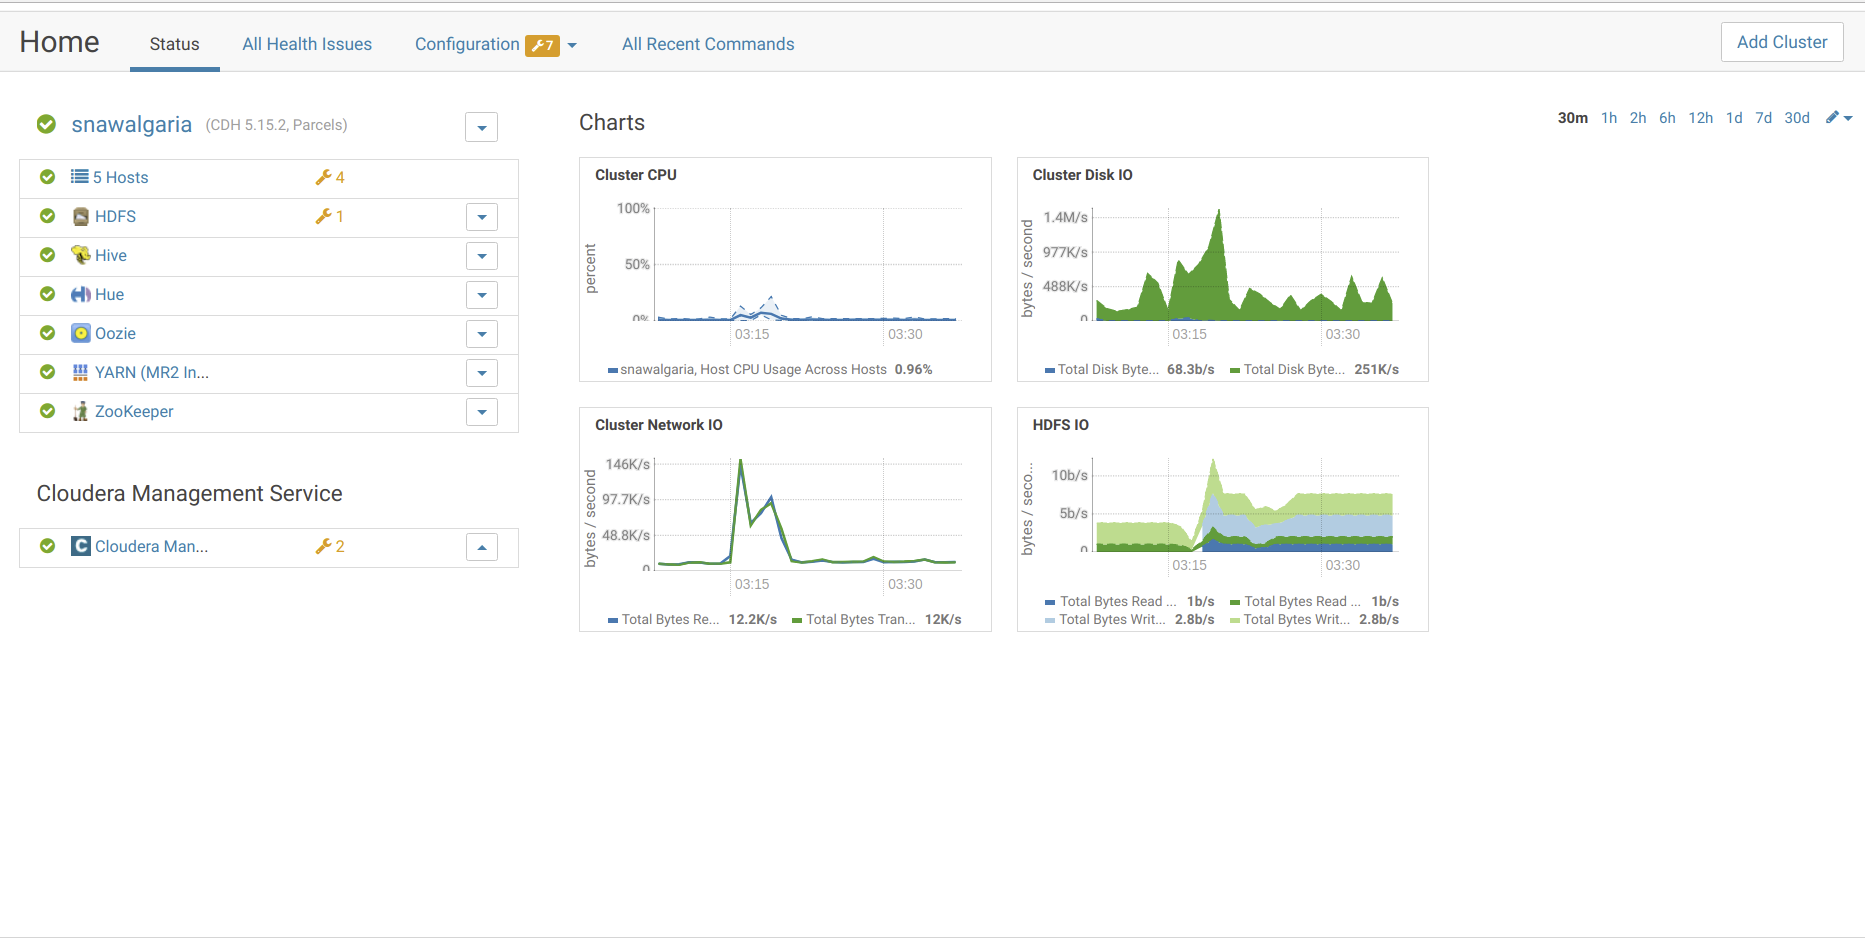 Home Status All Health Issues Configuration 7 All Recent Commands Add Cluster
snawalgaria (CDH 5.15.2, Parcels)
5 Hosts 4
HDFS 1
Hive
Hue
Oozie
YARN (MR2 In...
ZooKeeper
Cloudera Management Service
Cloudera Man... 2
Charts
30m 1h 2h 6h 12h 1d 7d 30d
Cluster CPU
percent
100%
50%
0%
03:15 03:30
snawalgaria, Host CPU Usage Across Hosts 0.96%
Cluster Disk IO
bytes / second
1.4M/s
977K/s
488K/s
0
03:15 03:30
Total Disk Byte... 68.3b/s Total Disk Byte... 251K/s
Cluster Network IO
bytes / second
146K/s
97.7K/s
48.8K/s
0
03:15 03:30
Total Bytes Re... 12.2K/s Total Bytes Tran... 12K/s
HDFS IO
bytes / seco...
10b/s
5b/s
0
03:15 03:30
Total Bytes Read ... 1b/s Total Bytes Read ... 1b/s
Total Bytes Writ... 2.8b/s Total Bytes Writ... 2.8b/s